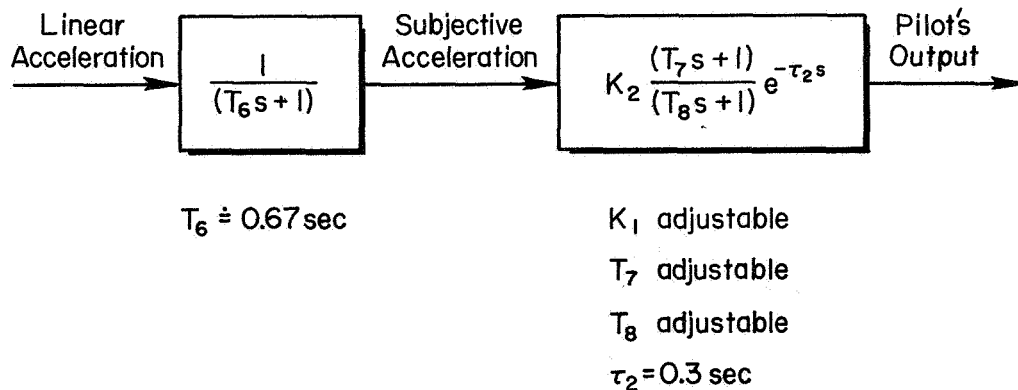 Linear
Acceleration
1
(T₆s + 1)
Subjective
Acceleration
K₂ (T₇s + 1)
(T₈s + 1) e^-τ₂s
Pilot's
Output
T₆ ≐ 0.67 sec
K₁ adjustable
T₇ adjustable
T₈ adjustable
τ₂ = 0.3 sec